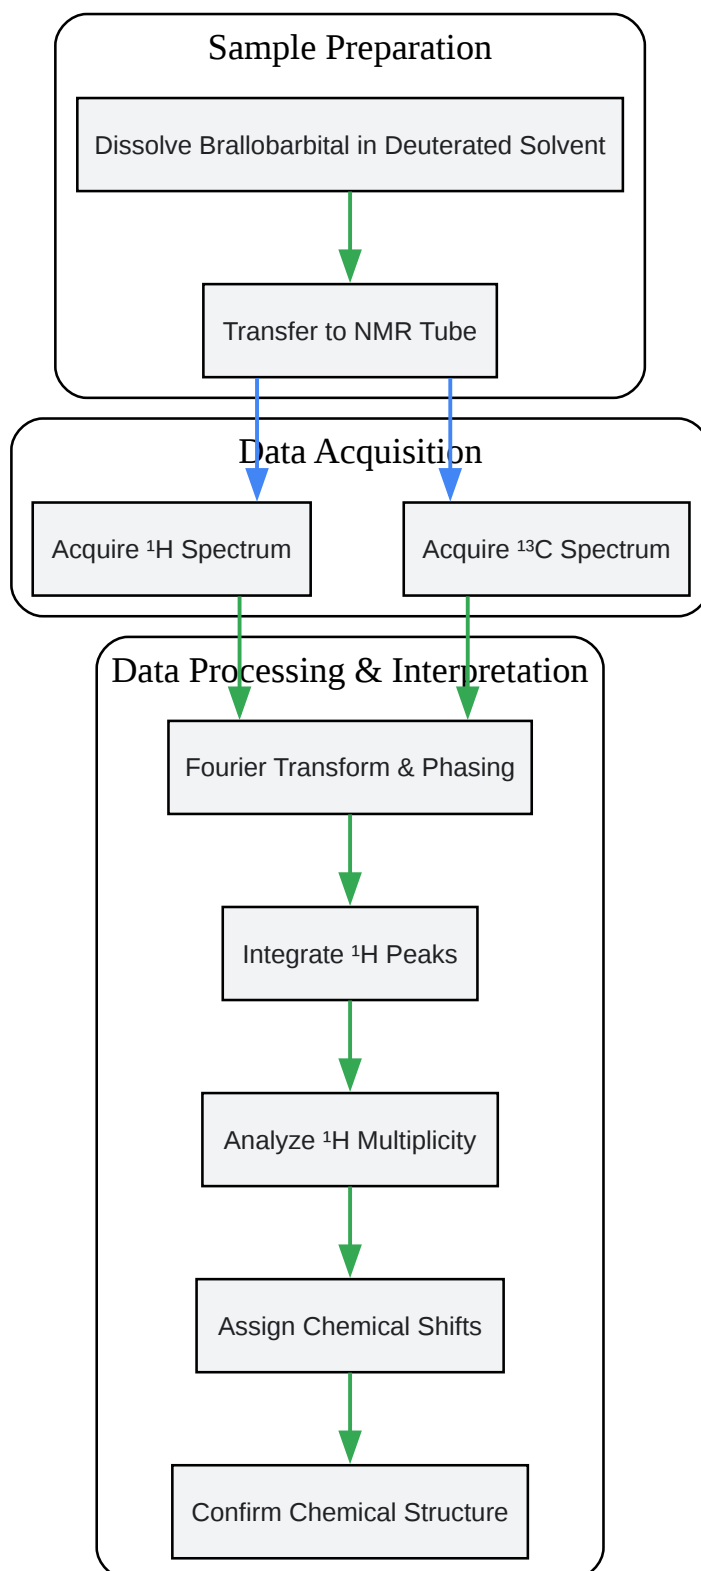 Sample Preparation
Dissolve Brallobarbital in Deuterated Solvent
Transfer to NMR Tube
Data Acquisition
Acquire ¹H Spectrum
Acquire ¹³C Spectrum
Data Processing & Interpretation
Fourier Transform & Phasing
Integrate ¹H Peaks
Analyze ¹H Multiplicity
Assign Chemical Shifts
Confirm Chemical Structure